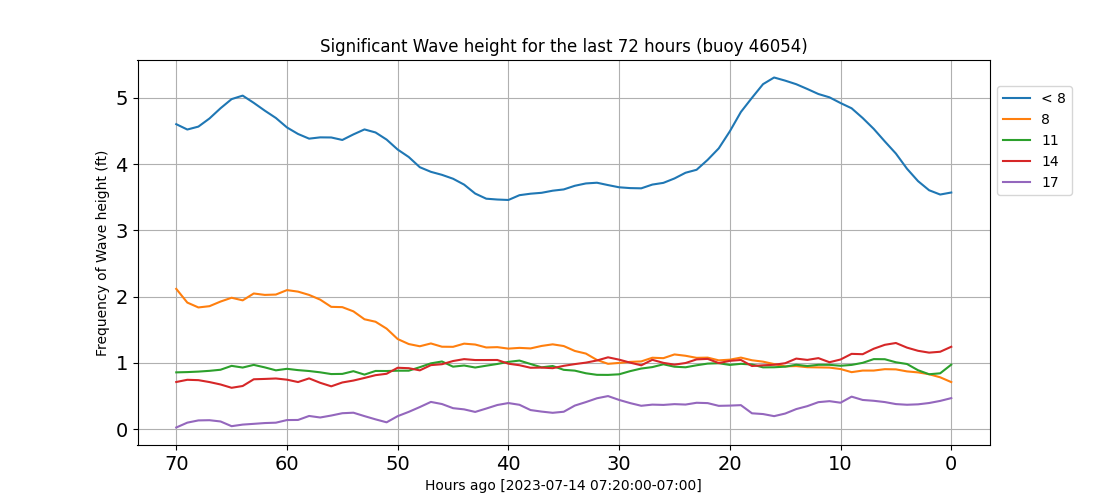 Significant Wave height for the last 72 hours (buoy 46054)
Frequency of Wave height (ft)
5
4
3
2
1
0
70 60 50 40 30 20 10 0
Hours ago [2023-07-14 07:20:00-07:00]
< 8
8
11
14
17